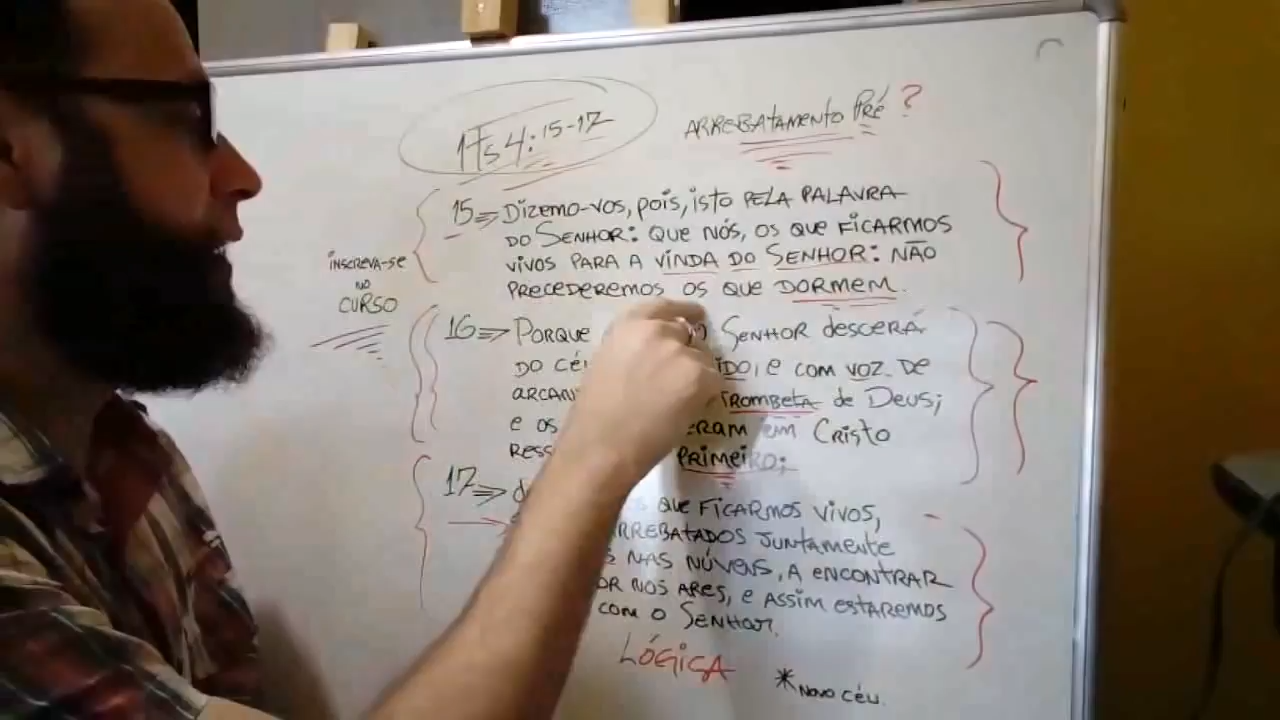 1Ts 4:15-17
ARREBATAMENTO PRÉ ?
INSCREVA-SE
NO
CURSO
15=> DIZEMO-VOS, POIS, ISTO PELA PALAVRA
DO SENHOR: QUE NÓS, OS QUE FICARMOS
VIVOS PARA A VINDA DO SENHOR: NÃO
PRECEDEREMOS OS QUE DORMEM.
16=> PORQUE SENHOR DESCERÁ
DO CÉ IDO, E COM VOZ DE
ARCAN TROMBETA de DEUS;
e os ERAM EM CRISTO
RESS PRIMEIRO;
17=> d QUE FICARMOS VIVOS,
RREBATADOS JUNTAMENTE
NAS NÚVENS, A ENCONTRAR
OR NOS ARES, E ASSIM ESTAREMOS
COM O SENHOR.
LÓGICA
*NOVO CÉU.